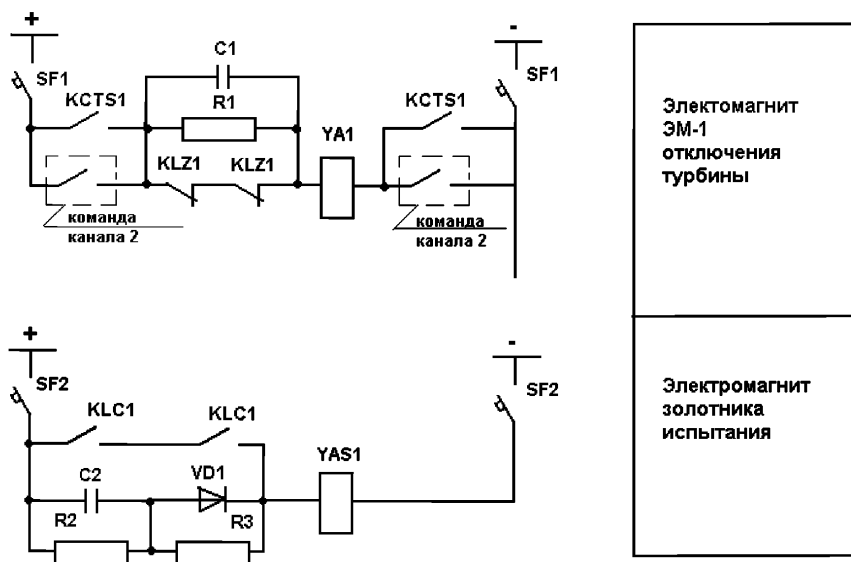 +
-
C1
SF1
SF1
KCTS1
R1
KCTS1
YA1
KLZ1
KLZ1
команда
канала 2
команда
канала 2
Электомагнит
ЭМ-1
отключения
турбины
+
-
SF2
SF2
KLC1
KLC1
C2
VD1
YAS1
R2
R3
Электромагнит
золотника
испытания